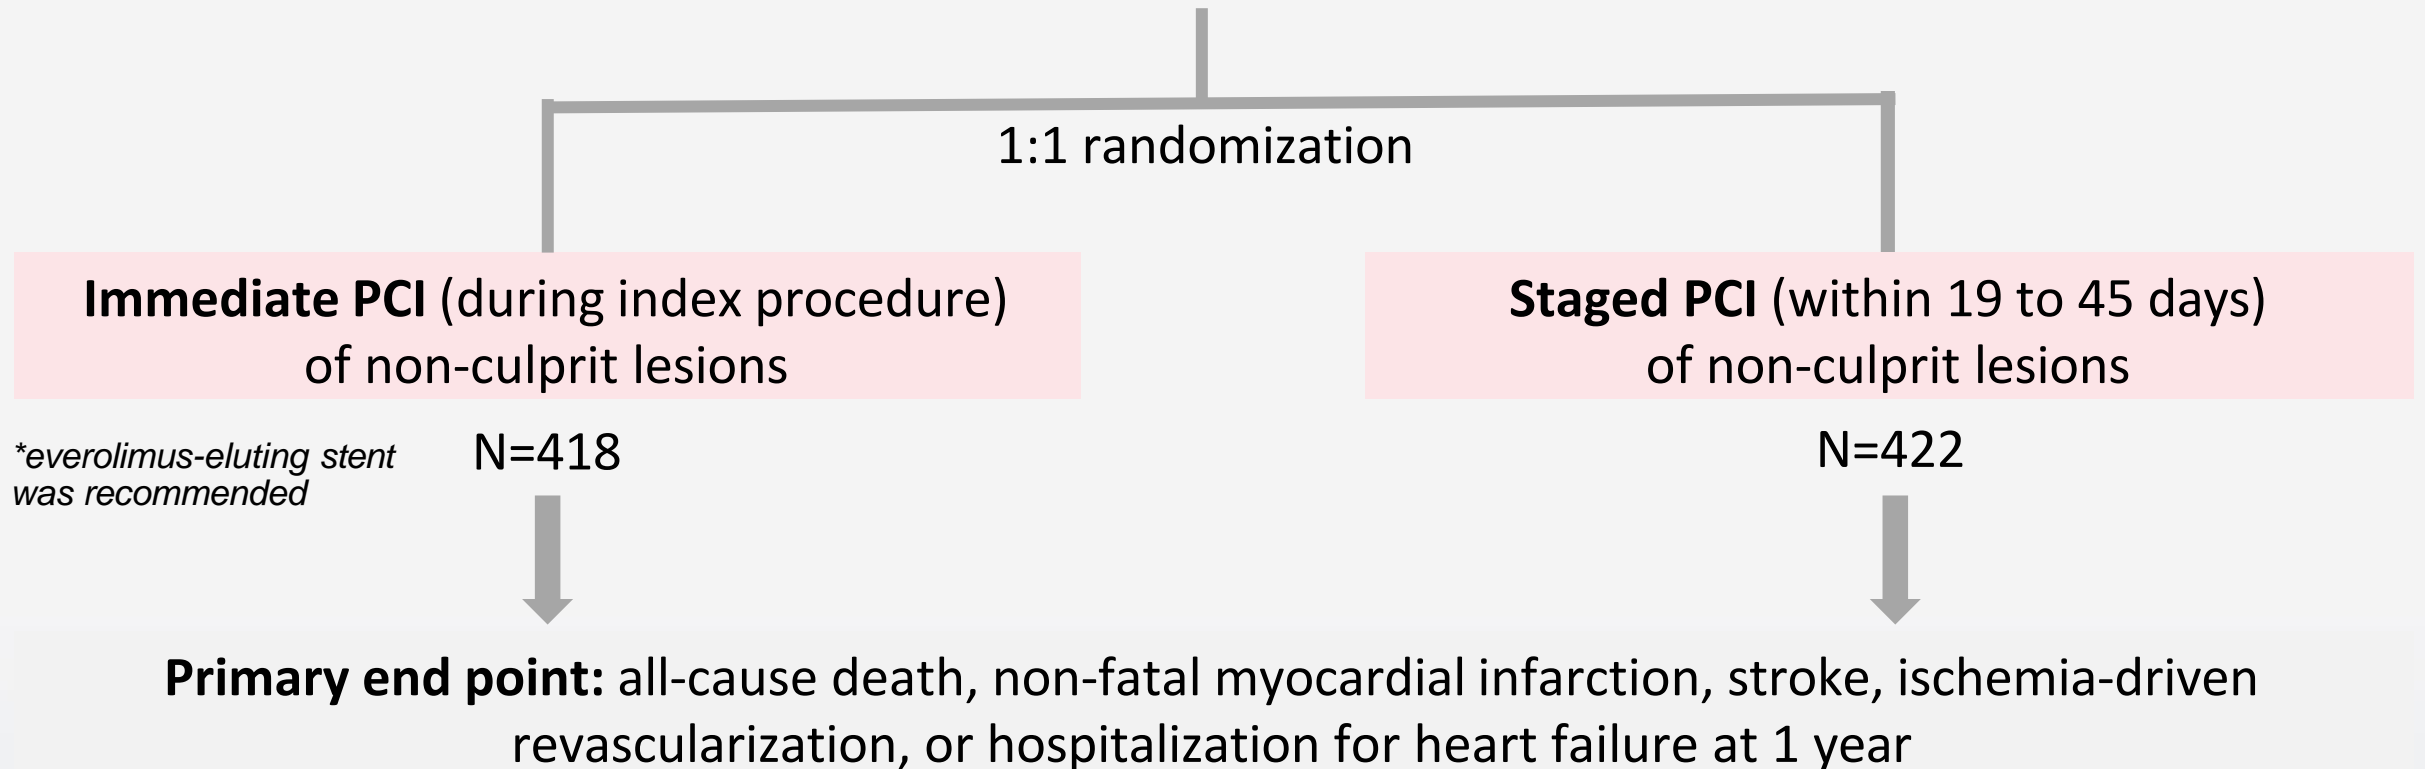 1:1 randomization
Immediate PCI (during index procedure)
of non-culprit lesions
Staged PCI (within 19 to 45 days)
of non-culprit lesions
*everolimus-eluting stent
was recommended
N=418
N=422
Primary end point: all-cause death, non-fatal myocardial infarction, stroke, ischemia-driven
revascularization, or hospitalization for heart failure at 1 year